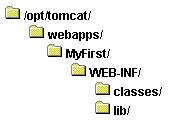 /opt/tomcat/
webapps/
MyFirst/
WEB-INF/
classes/
lib/